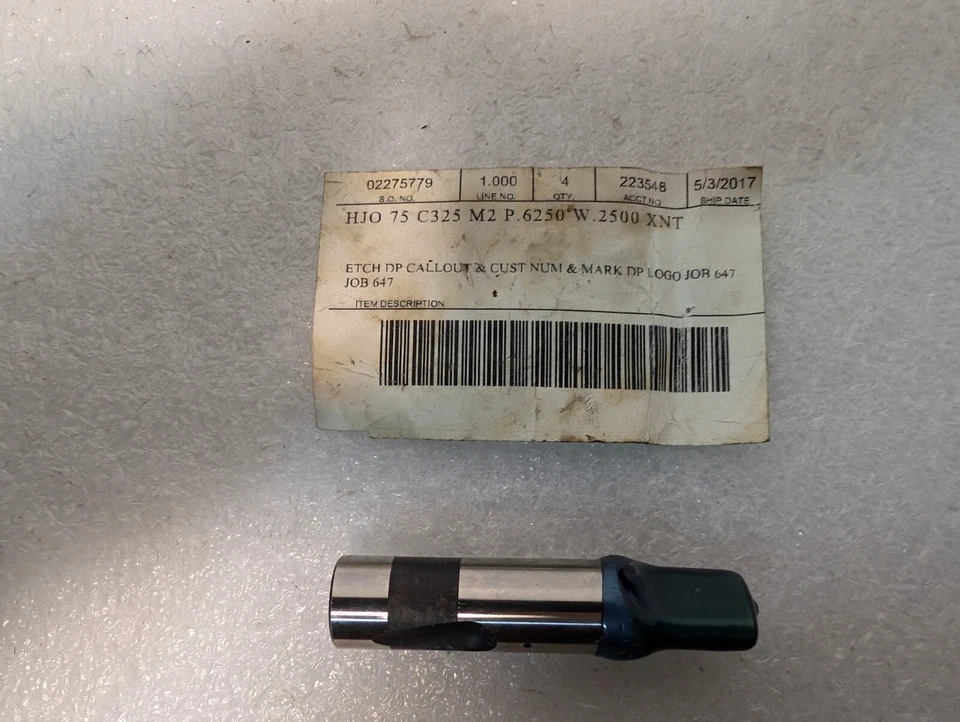 02275779 1.000 4 223548 5/3/2017
S.O. NO. LINE NO. QTY. ACCT NO. SHIP DATE
HJO 75 C325 M2 P.6250 W.2500 XNT
ETCH DP CALLOUT & CUST NUM & MARK DP LOGO JOB 647
JOB 647
ITEM DESCRIPTION